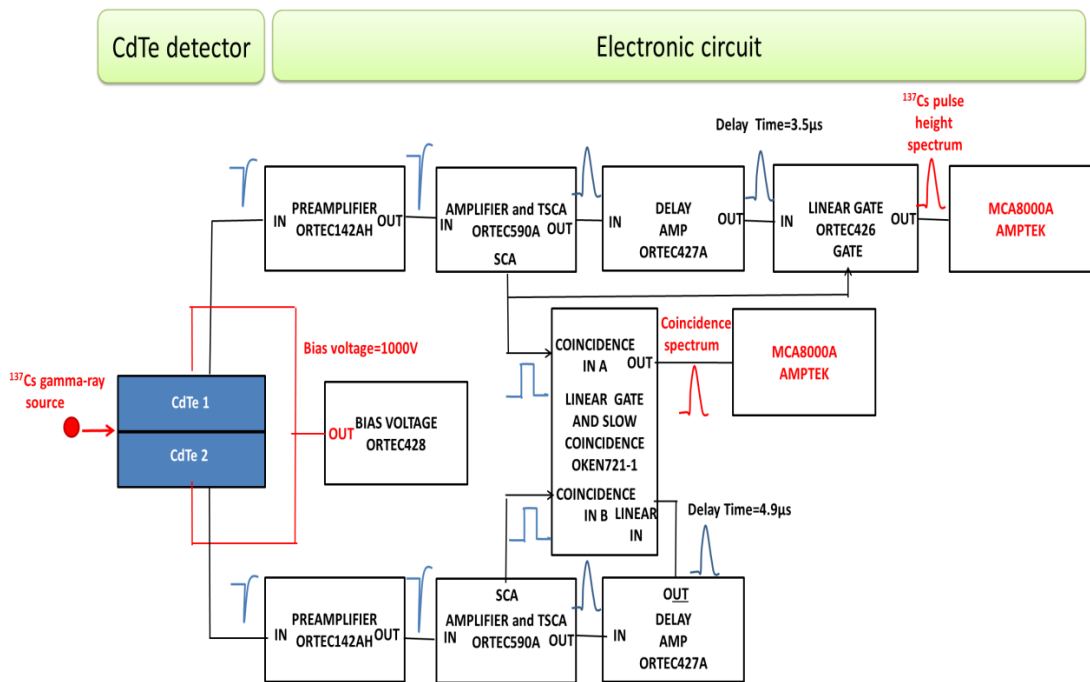 CdTe detector
Electronic circuit
¹³⁷Cs pulse
height
spectrum
Delay Time=3.5μs
PREAMPLIFIER
ORTEC142AH
IN
OUT
AMPLIFIER and TSCA
ORTEC590A
IN
OUT
SCA
DELAY
AMP
ORTEC427A
IN
OUT
LINEAR GATE
ORTEC426
GATE
IN
OUT
MCA8000A
AMPTEK
Bias voltage=1000V
¹³⁷Cs gamma-ray
source
CdTe 1
CdTe 2
OUT
BIAS VOLTAGE
ORTEC428
COINCIDENCE
IN A
OUT
LINEAR GATE
AND SLOW
COINCIDENCE
OKEN721-1
COINCIDENCE
IN B
LINEAR
IN
Coincidence
spectrum
MCA8000A
AMPTEK
Delay Time=4.9μs
PREAMPLIFIER
ORTEC142AH
IN
OUT
SCA
AMPLIFIER and TSCA
ORTEC590A
IN
OUT
OUT
DELAY
AMP
ORTEC427A
IN